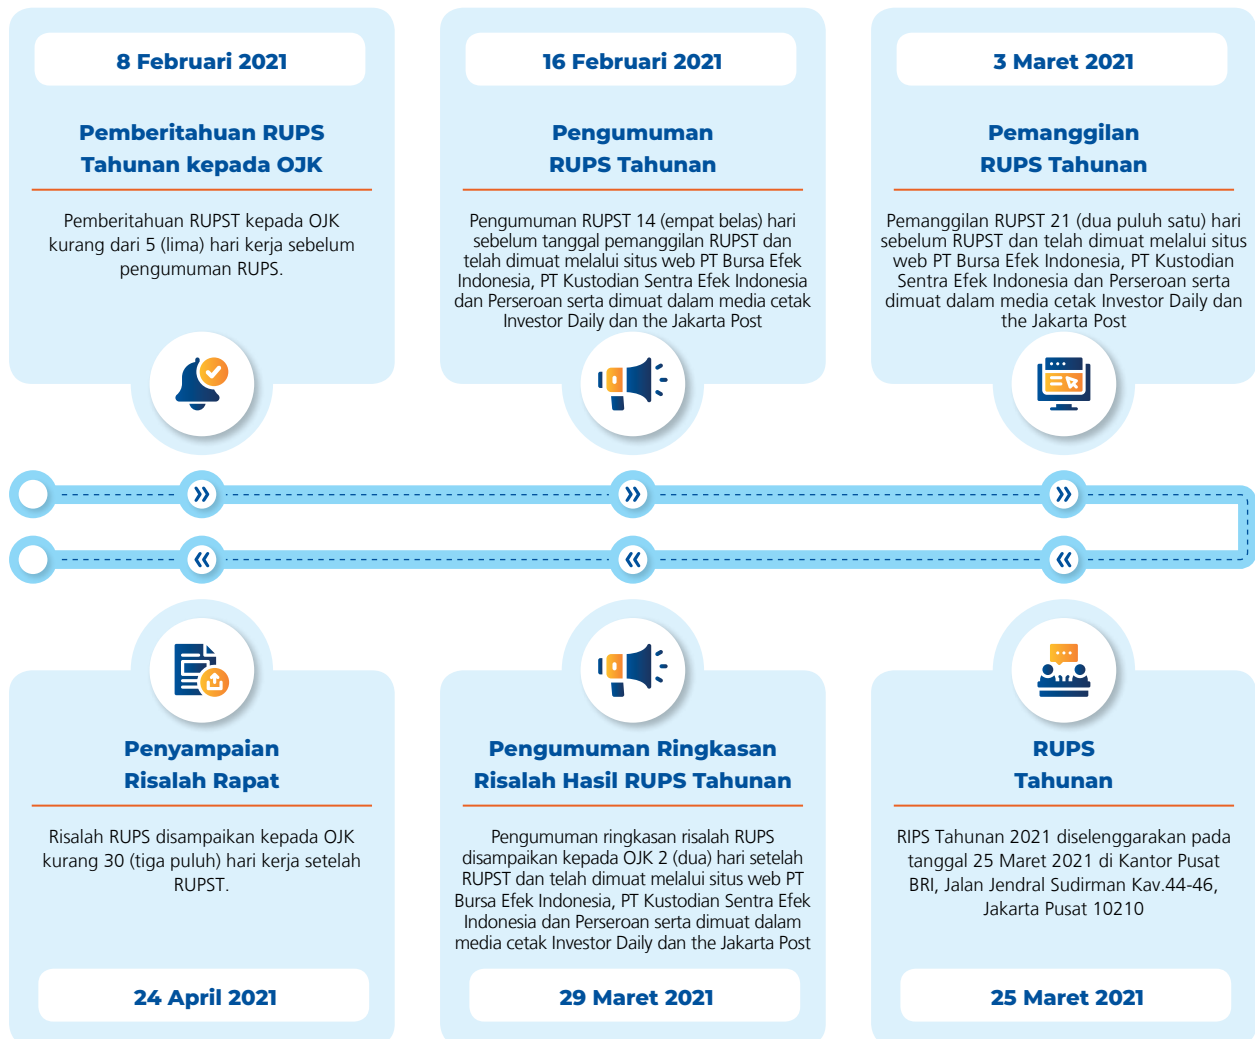 8 Februari 2021
Pemberitahuan RUPS
Tahunan kepada OJK
Pemberitahuan RUPST kepada OJK
kurang dari 5 (lima) hari kerja sebelum
pengumuman RUPS.
16 Februari 2021
Pengumuman
RUPS Tahunan
Pengumuman RUPST 14 (empat belas) hari
sebelum tanggal pemanggilan RUPST dan
telah dimuat melalui situs web PT Bursa Efek
Indonesia, PT Kustodian Sentra Efek Indonesia
dan Perseroan serta dimuat dalam media cetak
Investor Daily dan the Jakarta Post
3 Maret 2021
Pemanggilan
RUPS Tahunan
Pemanggilan RUPST 21 (dua puluh satu) hari
sebelum RUPST dan telah dimuat melalui situs
web PT Bursa Efek Indonesia, PT Kustodian
Sentra Efek Indonesia dan Perseroan serta
dimuat dalam media cetak Investor Daily dan
the Jakarta Post
RUPS
Tahunan
RIPS Tahunan 2021 diselenggarakan pada
tanggal 25 Maret 2021 di Kantor Pusat
BRI, Jalan Jendral Sudirman Kav.44-46,
Jakarta Pusat 10210
25 Maret 2021
Pengumuman Ringkasan
Risalah Hasil RUPS Tahunan
Pengumuman ringkasan risalah RUPS
disampaikan kepada OJK 2 (dua) hari setelah
RUPST dan telah dimuat melalui situs web PT
Bursa Efek Indonesia, PT Kustodian Sentra Efek
Indonesia dan Perseroan serta dimuat dalam
media cetak Investor Daily dan the Jakarta Post
29 Maret 2021
Penyampaian
Risalah Rapat
Risalah RUPS disampaikan kepada OJK
kurang 30 (tiga puluh) hari kerja setelah
RUPST.
24 April 2021